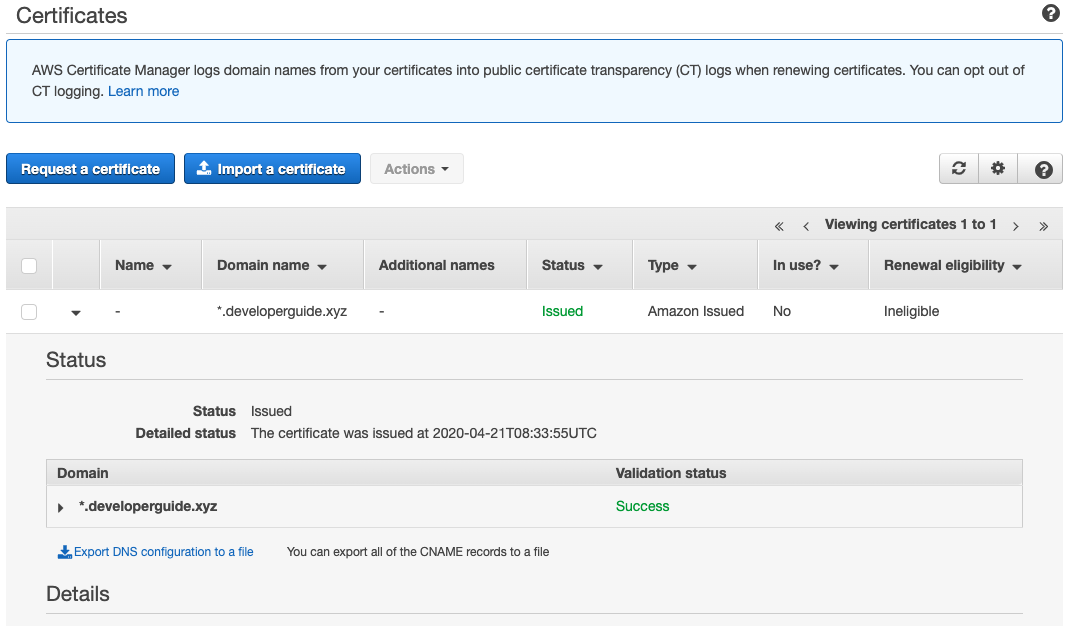 Certificates
AWS Certificate Manager logs domain names from your certificates into public certificate transparency (CT) logs when renewing certificates. You can opt out of
CT logging. Learn more
Request a certificate Import a certificate Actions
« ‹ Viewing certificates 1 to 1 › »
Name Domain name Additional names Status Type In use? Renewal eligibility
- *.developerguide.xyz - Issued Amazon Issued No Ineligible
Status
Status Issued
Detailed status The certificate was issued at 2020-04-21T08:33:55UTC
Domain Validation status
*.developerguide.xyz Success
Export DNS configuration to a file You can export all of the CNAME records to a file
Details